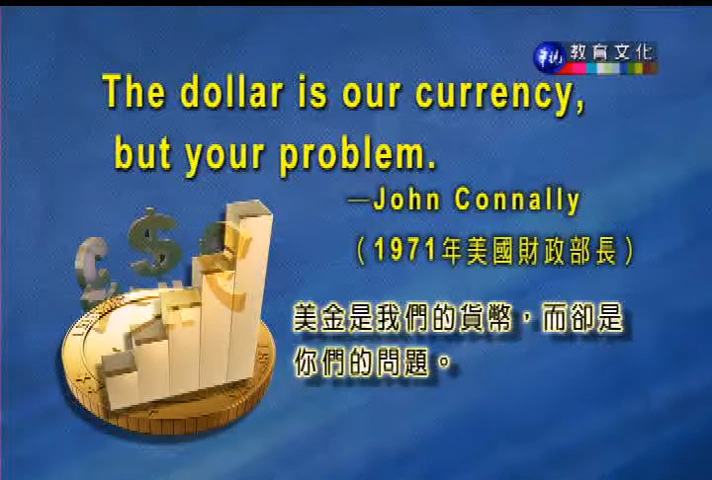 華視 教育文化
The dollar is our currency,
but your problem.
—John Connally
（1971年美國財政部長）
美金是我們的貨幣，而卻是
你們的問題。